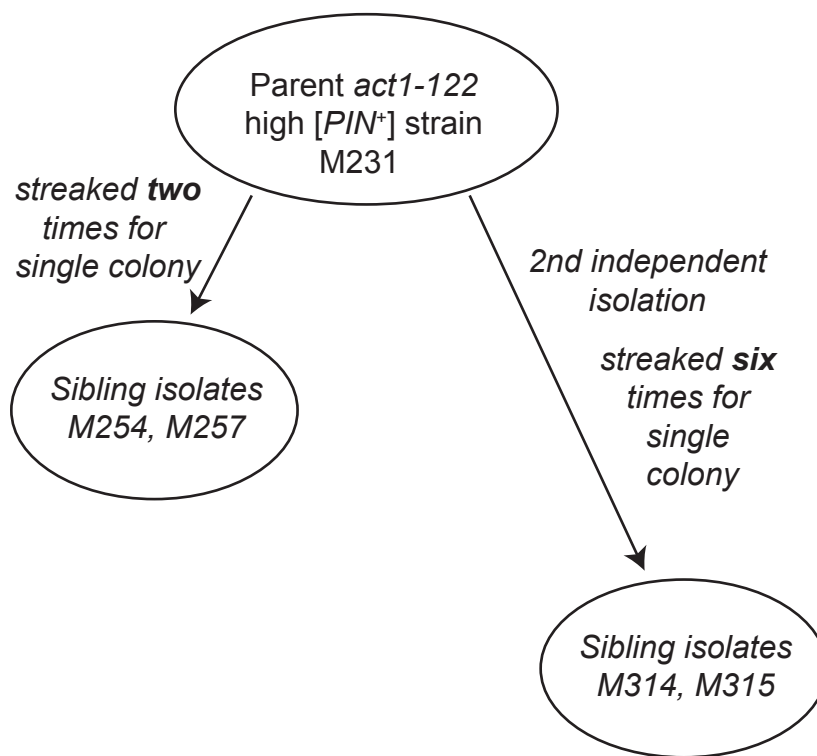 Parent act1-122
high [PIN⁺] strain
M231
streaked two
times for
single colony
2nd independent
isolation
streaked six
times for
single
colony
Sibling isolates
M254, M257
Sibling isolates
M314, M315